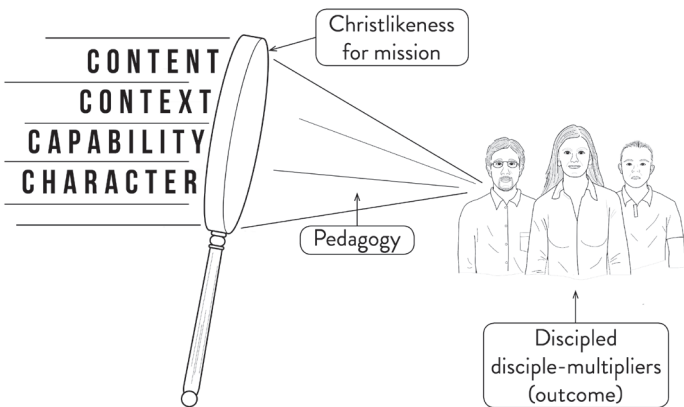 Christlikeness
for mission
CONTENT
CONTEXT
CAPABILITY
CHARACTER
Pedagogy
Discipled
disciple-multipliers
(outcome)